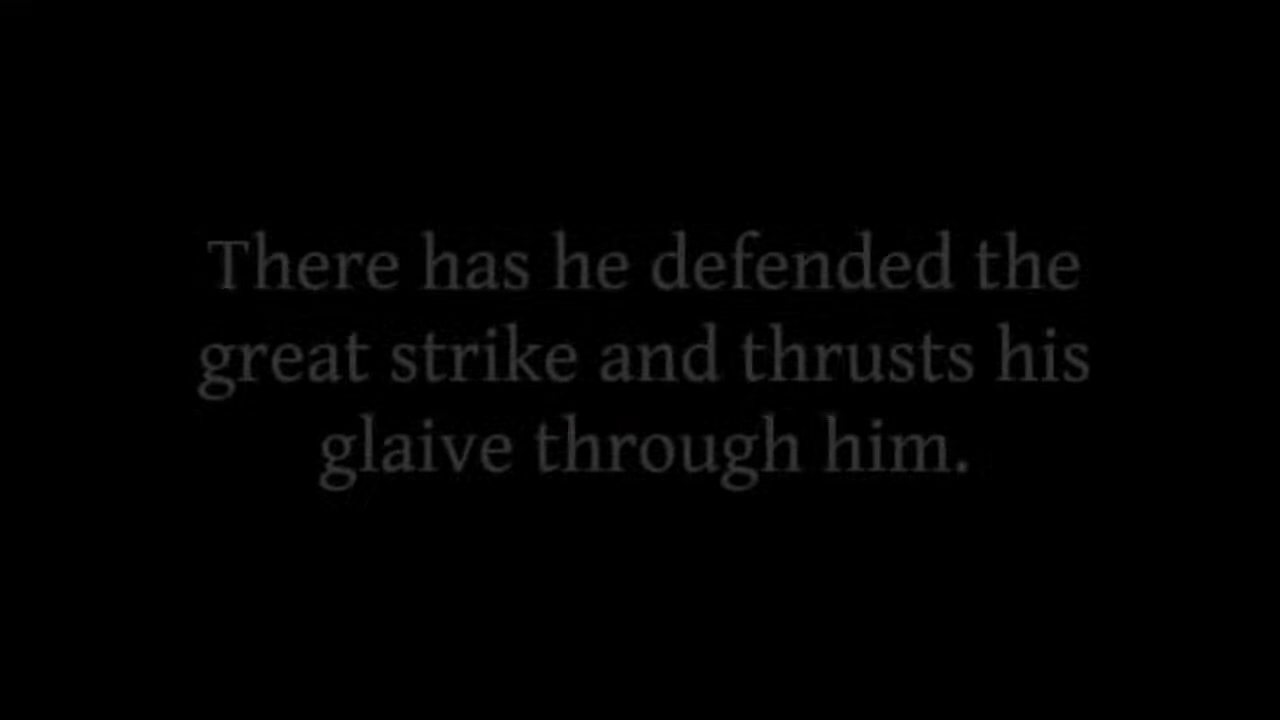 There has he defended the
great strike and thrusts his
glaive through him.